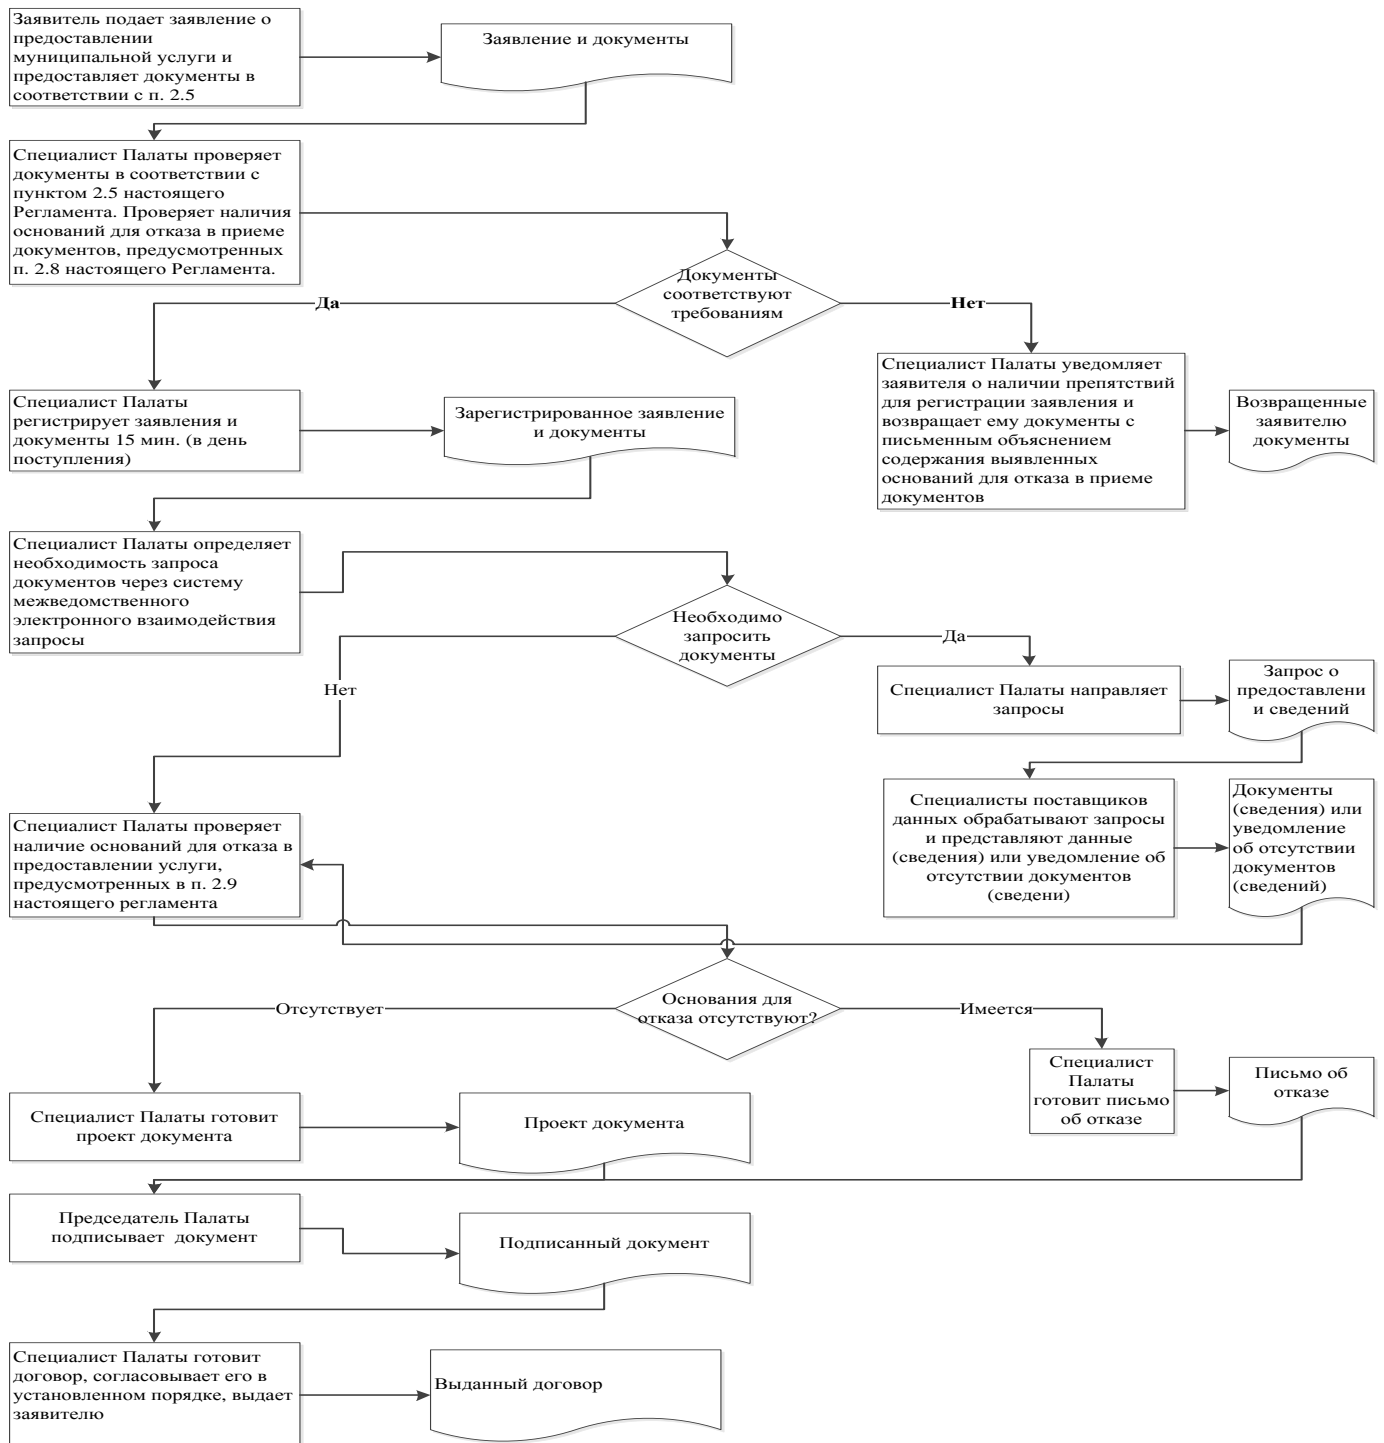 Заявитель подает заявление о
предоставлении
муниципальной услуги и
предоставляет документы в
соответствии с п. 2.5
Заявление и документы
Специалист Палаты проверяет
документы в соответствии с
пунктом 2.5 настоящего
Регламента. Проверяет наличия
оснований для отказа в приеме
документов, предусмотренных
п. 2.8 настоящего Регламента.
Документы
соответствуют
требованиям
Да
Нет
Специалист Палаты
регистрирует заявления и
документы 15 мин. (в день
поступления)
Зарегистрированное заявление
и документы
Специалист Палаты уведомляет
заявителя о наличии препятствий
для регистрации заявления и
возвращает ему документы с
письменным объяснением
содержания выявленных
оснований для отказа в приеме
документов
Возвращенные
заявителю
документы
Специалист Палаты определяет
необходимость запроса
документов через систему
межведомственного
электронного взаимодействия
запросы
Необходимо
запросить
документы
Да
Нет
Специалист Палаты направляет
запросы
Запрос о
предоставлени
и сведений
Специалисты поставщиков
данных обрабатывают запросы
и представляют данные
(сведения) или уведомление об
отсутствии документов
(сведени)
Документы
(сведения) или
уведомление
об отсутствии
документов
(сведений)
Специалист Палаты проверяет
наличие оснований для отказа в
предоставлении услуги,
предусмотренных в п. 2.9
настоящего регламента
Основания для
отказа отсутствуют?
Отсутствует
Имеется
Специалист
Палаты
готовит письмо
об отказе
Письмо об
отказе
Специалист Палаты готовит
проект документа
Проект документа
Председатель Палаты
подписывает документ
Подписанный документ
Специалист Палаты готовит
договор, согласовывает его в
установленном порядке, выдает
заявителю
Выданный договор